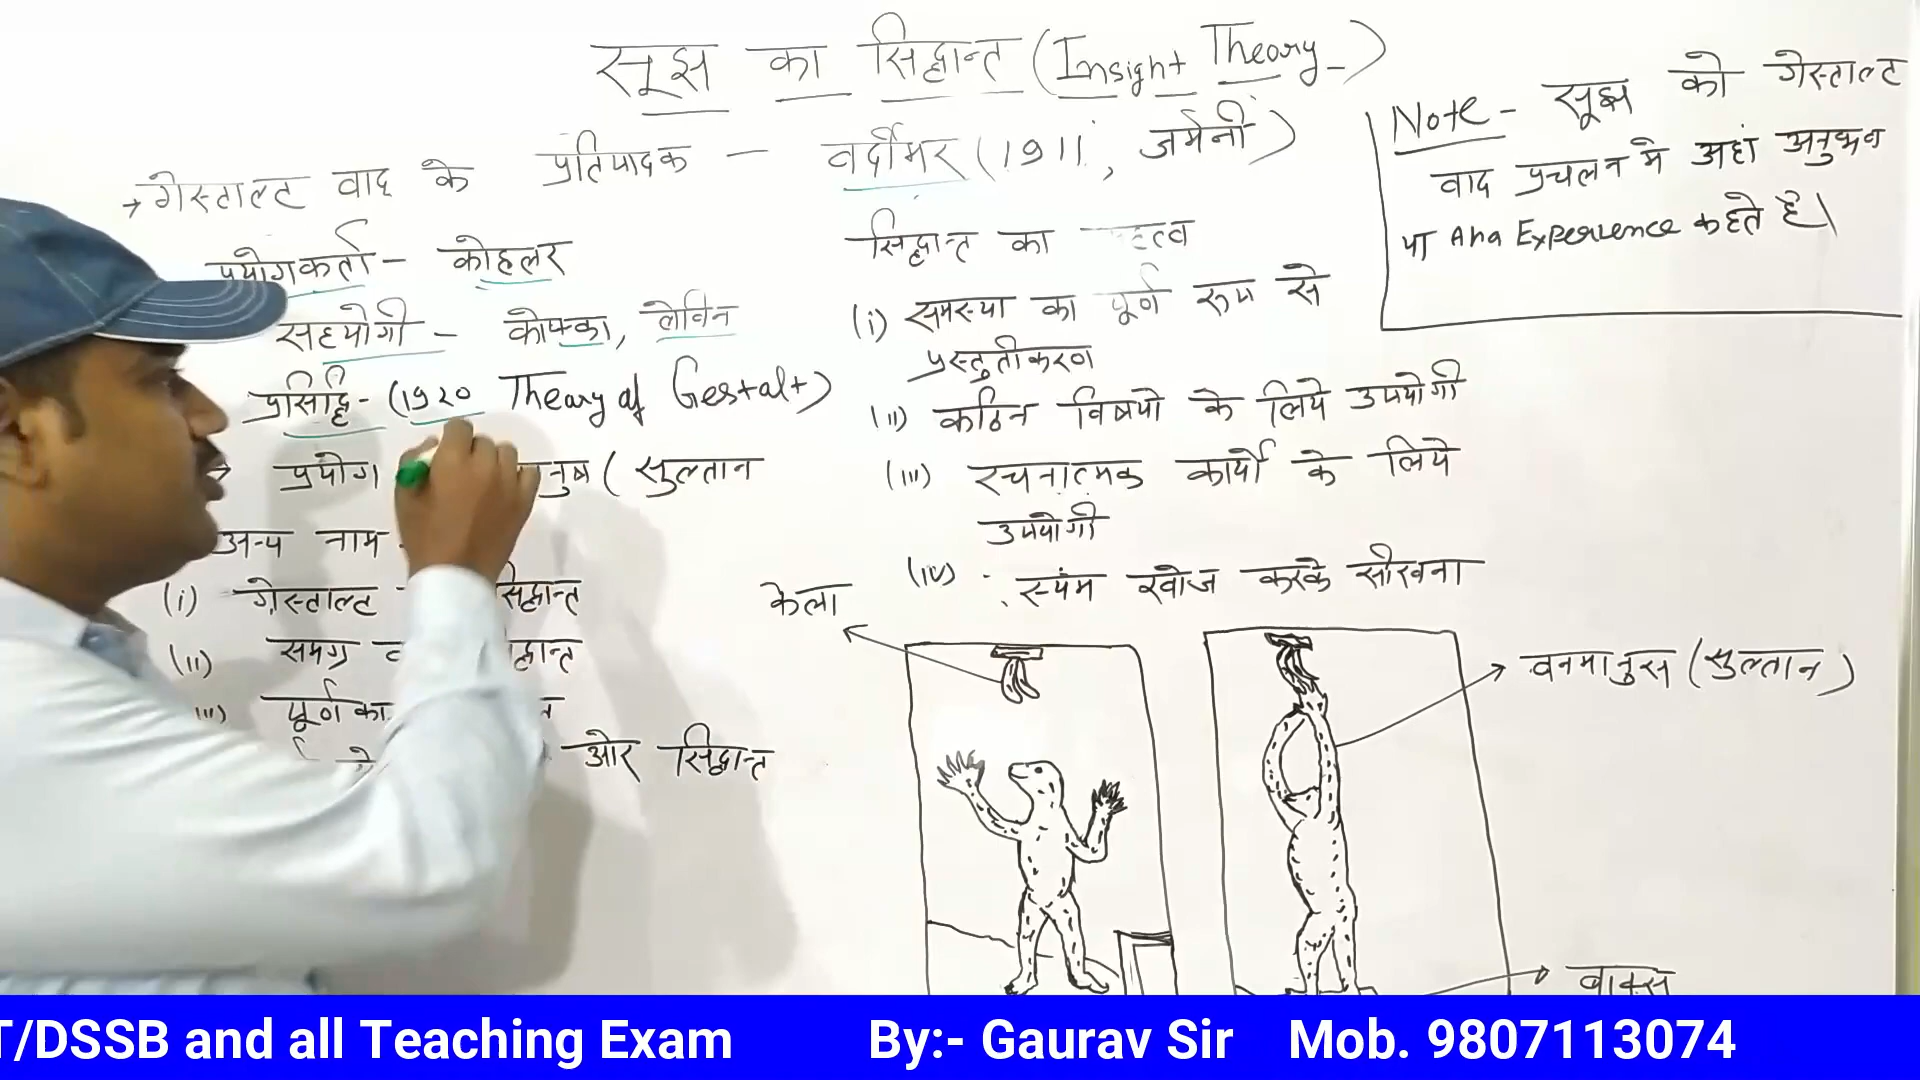 सूझ का सिद्धान्त (Insight Theory)
→ गेस्ताल्ट वाद के प्रतिपादक — वर्दीमर (1911, जर्मनी)
प्रयोगकर्ता - कोहलर
सहयोगी - कोफ्का, लेविन
प्रसिद्धि - (1920 Theory of Gestalt)
→ प्रयोग (सुल्तान
अन्य नाम
(i) गेस्टाल्ट सिद्धान्त
(ii) समग्र
(iii) पूर्ण
और सिद्धान्त
सिद्धान्त का
(i) समस्या का पूर्ण रूप से
प्रस्तुतीकरण
(ii) कठिन विषयो के लिये उपयोगी
(iii) रचनात्मक कार्यो के लिये
उपयोगी
(iv) - स्यंम खोज करके सीखना
Note - सूझ को गेस्ताल्ट
वाद प्रचलन मे अहां अनुभव
या Aha Experience कहते है।
केला
वनमानुस (सुल्तान)
बाक्स
T/DSSB and all Teaching Exam By:- Gaurav Sir Mob. 9807113074